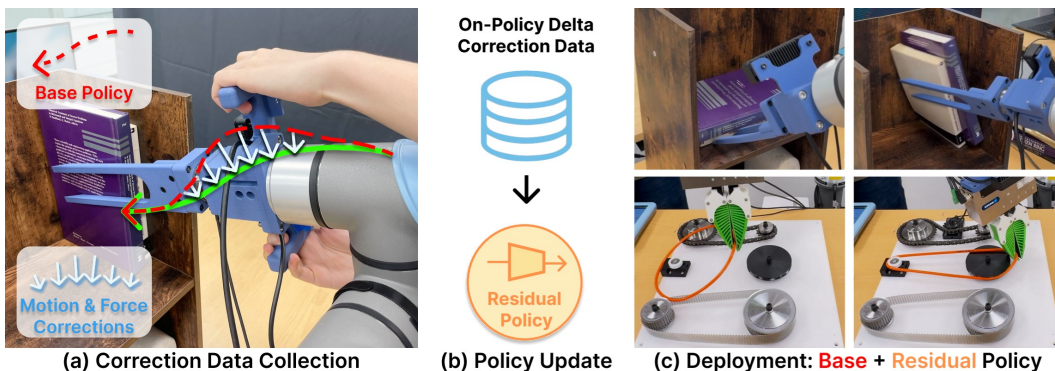 Base Policy
Motion & Force
Corrections
(a) Correction Data Collection
On-Policy Delta
Correction Data
Residual
Policy
(b) Policy Update
(c) Deployment: Base + Residual Policy